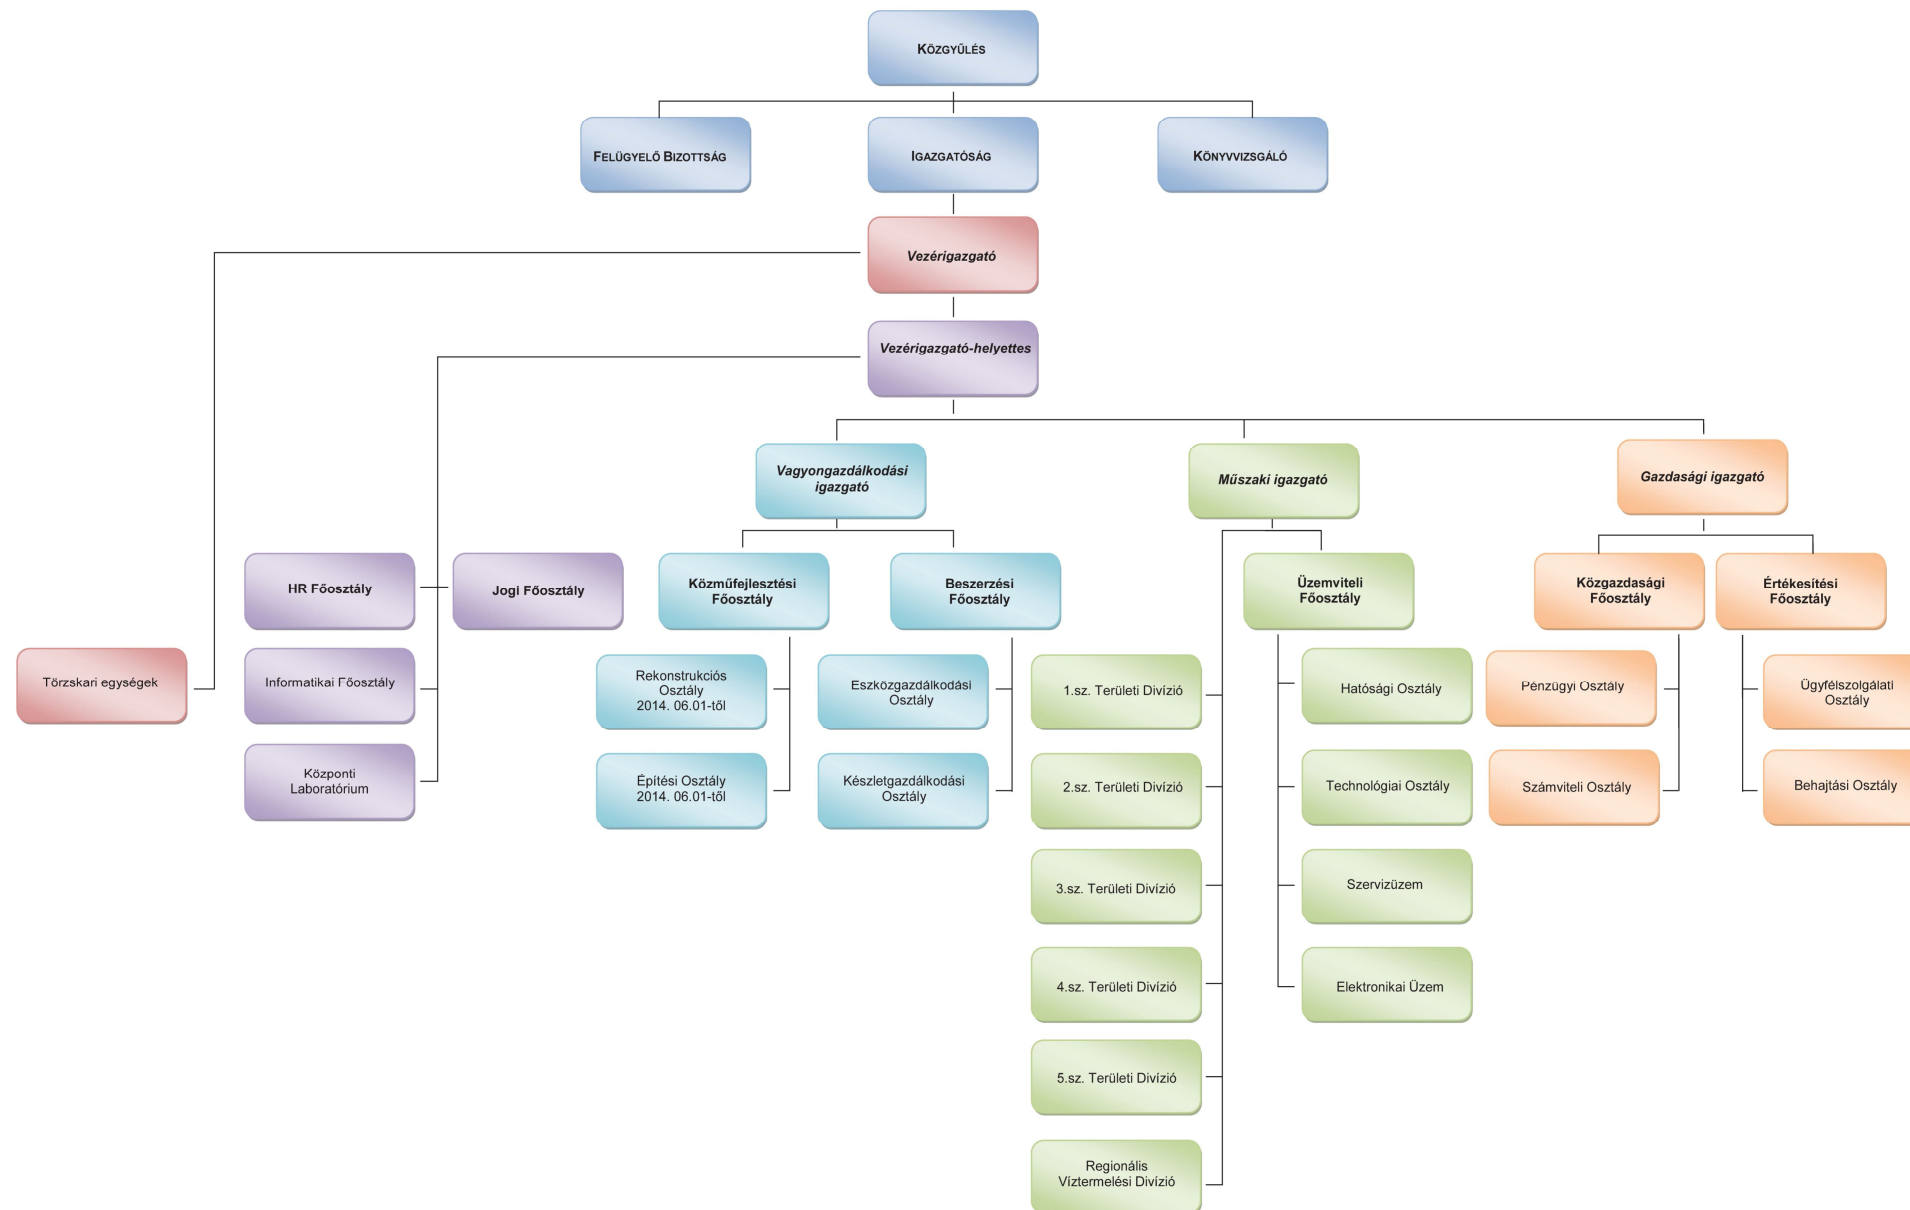 KÖZGYŰLÉS
FELÜGYELŐ BIZOTTSÁG
IGAZGATÓSÁG
KÖNYVVIZSGÁLÓ
Vezérigazgató
Vezérigazgató-helyettes
Vagyongazdálkodási
igazgató
Műszaki igazgató
Gazdasági igazgató
HR Főosztály
Jogi Főosztály
Közműfejlesztési
Főosztály
Beszerzési
Főosztály
Üzemviteli
Főosztály
Közgazdasági
Főosztály
Értékesítési
Főosztály
Törzskari egységek
Informatikai Főosztály
Rekonstrukciós
Osztály
2014. 06.01-től
Eszközgazdálkodási
Osztály
1.sz. Területi Divízió
Hatósági Osztály
Pénzügyi Osztály
Ügyfélszolgálati
Osztály
Központi
Laboratórium
Építési Osztály
2014. 06.01-től
Készletgazdálkodási
Osztály
2.sz. Területi Divízió
Technológiai Osztály
Számviteli Osztály
Behajtási Osztály
3.sz. Területi Divízió
Szervizüzem
4.sz. Területi Divízió
Elektronikai Üzem
5.sz. Területi Divízió
Regionális
Víztermelési Divízió